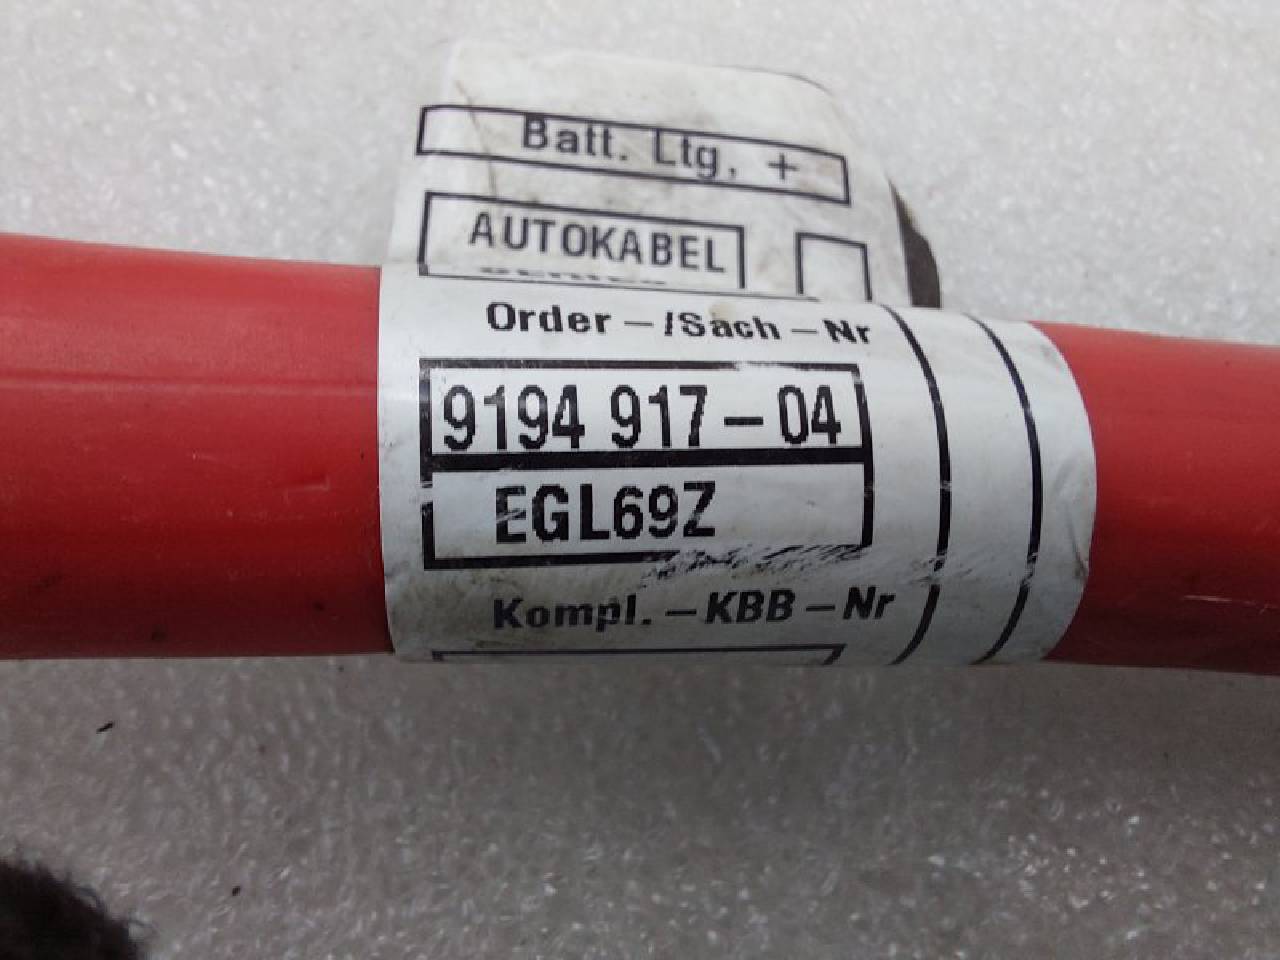 Batt. Ltg. +
AUTOKABEL
Order-/Sach-Nr
9194 917-04
EGL69Z
Kompl.-KBB-Nr